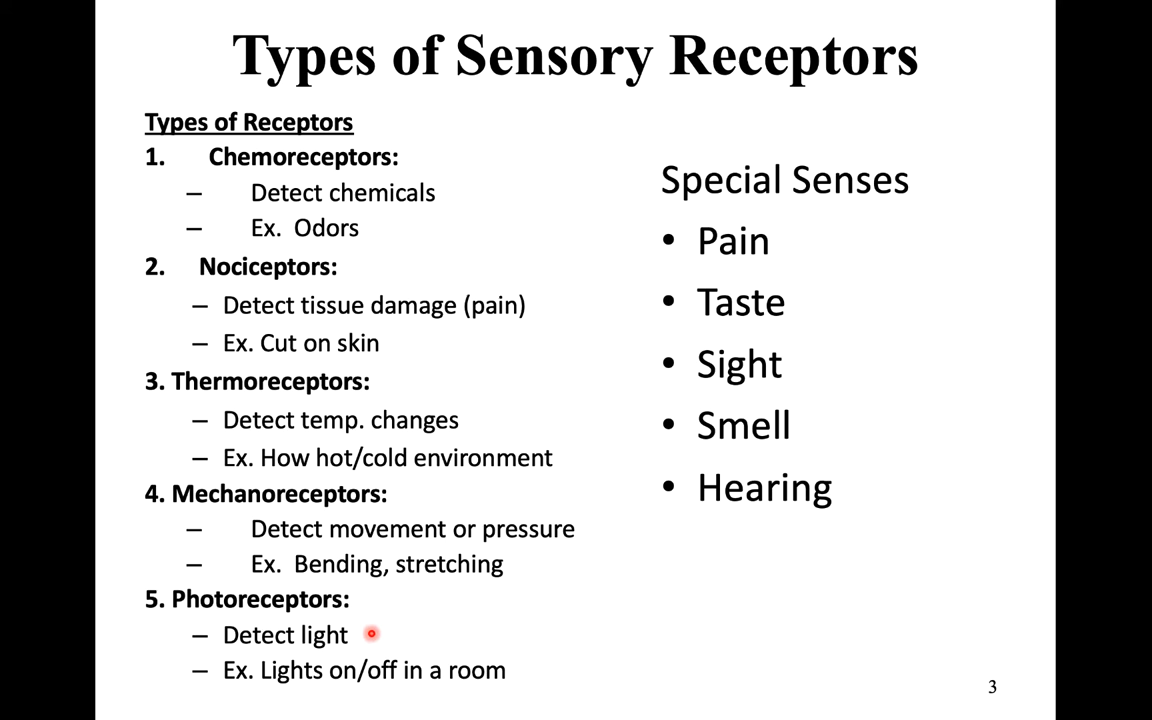 Types of Sensory Receptors
Types of Receptors
1. Chemoreceptors:
– Detect chemicals
– Ex. Odors
2. Nociceptors:
– Detect tissue damage (pain)
– Ex. Cut on skin
3. Thermoreceptors:
– Detect temp. changes
– Ex. How hot/cold environment
4. Mechanoreceptors:
– Detect movement or pressure
– Ex. Bending, stretching
5. Photoreceptors:
– Detect light
– Ex. Lights on/off in a room
Special Senses
• Pain
• Taste
• Sight
• Smell
• Hearing
3